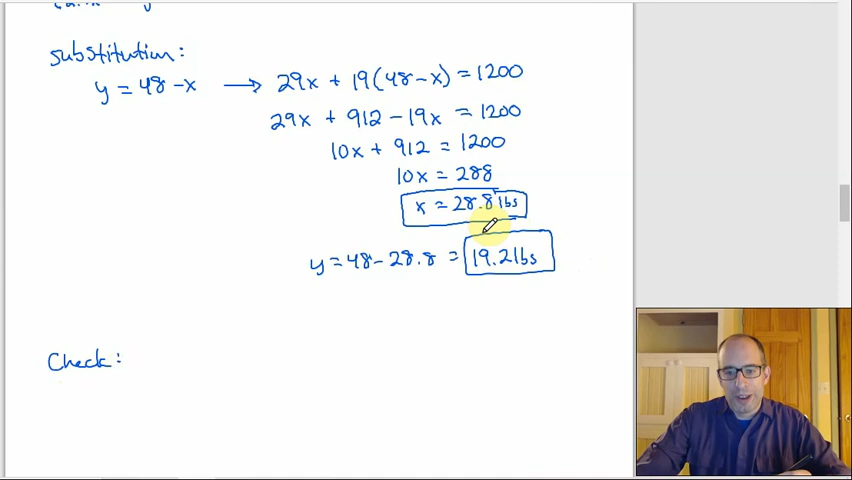 substitution:
y = 48 - x → 29x + 19(48 - x) = 1200
29x + 912 - 19x = 1200
10x + 912 = 1200
10x = 288
x = 28.8 lbs
y = 48 - 28.8 = 19.2 lbs
Check: